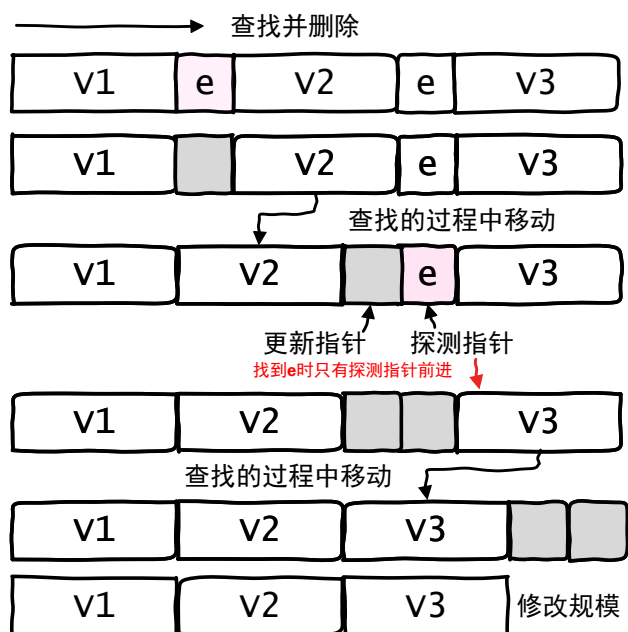 查找并删除
v1 e v2 e v3
v1 v2 e v3
查找的过程中移动
v1 v2 e v3
更新指针 探测指针
找到e时只有探测指针前进
v1 v2 v3
查找的过程中移动
v1 v2 v3
v1 v2 v3 修改规模